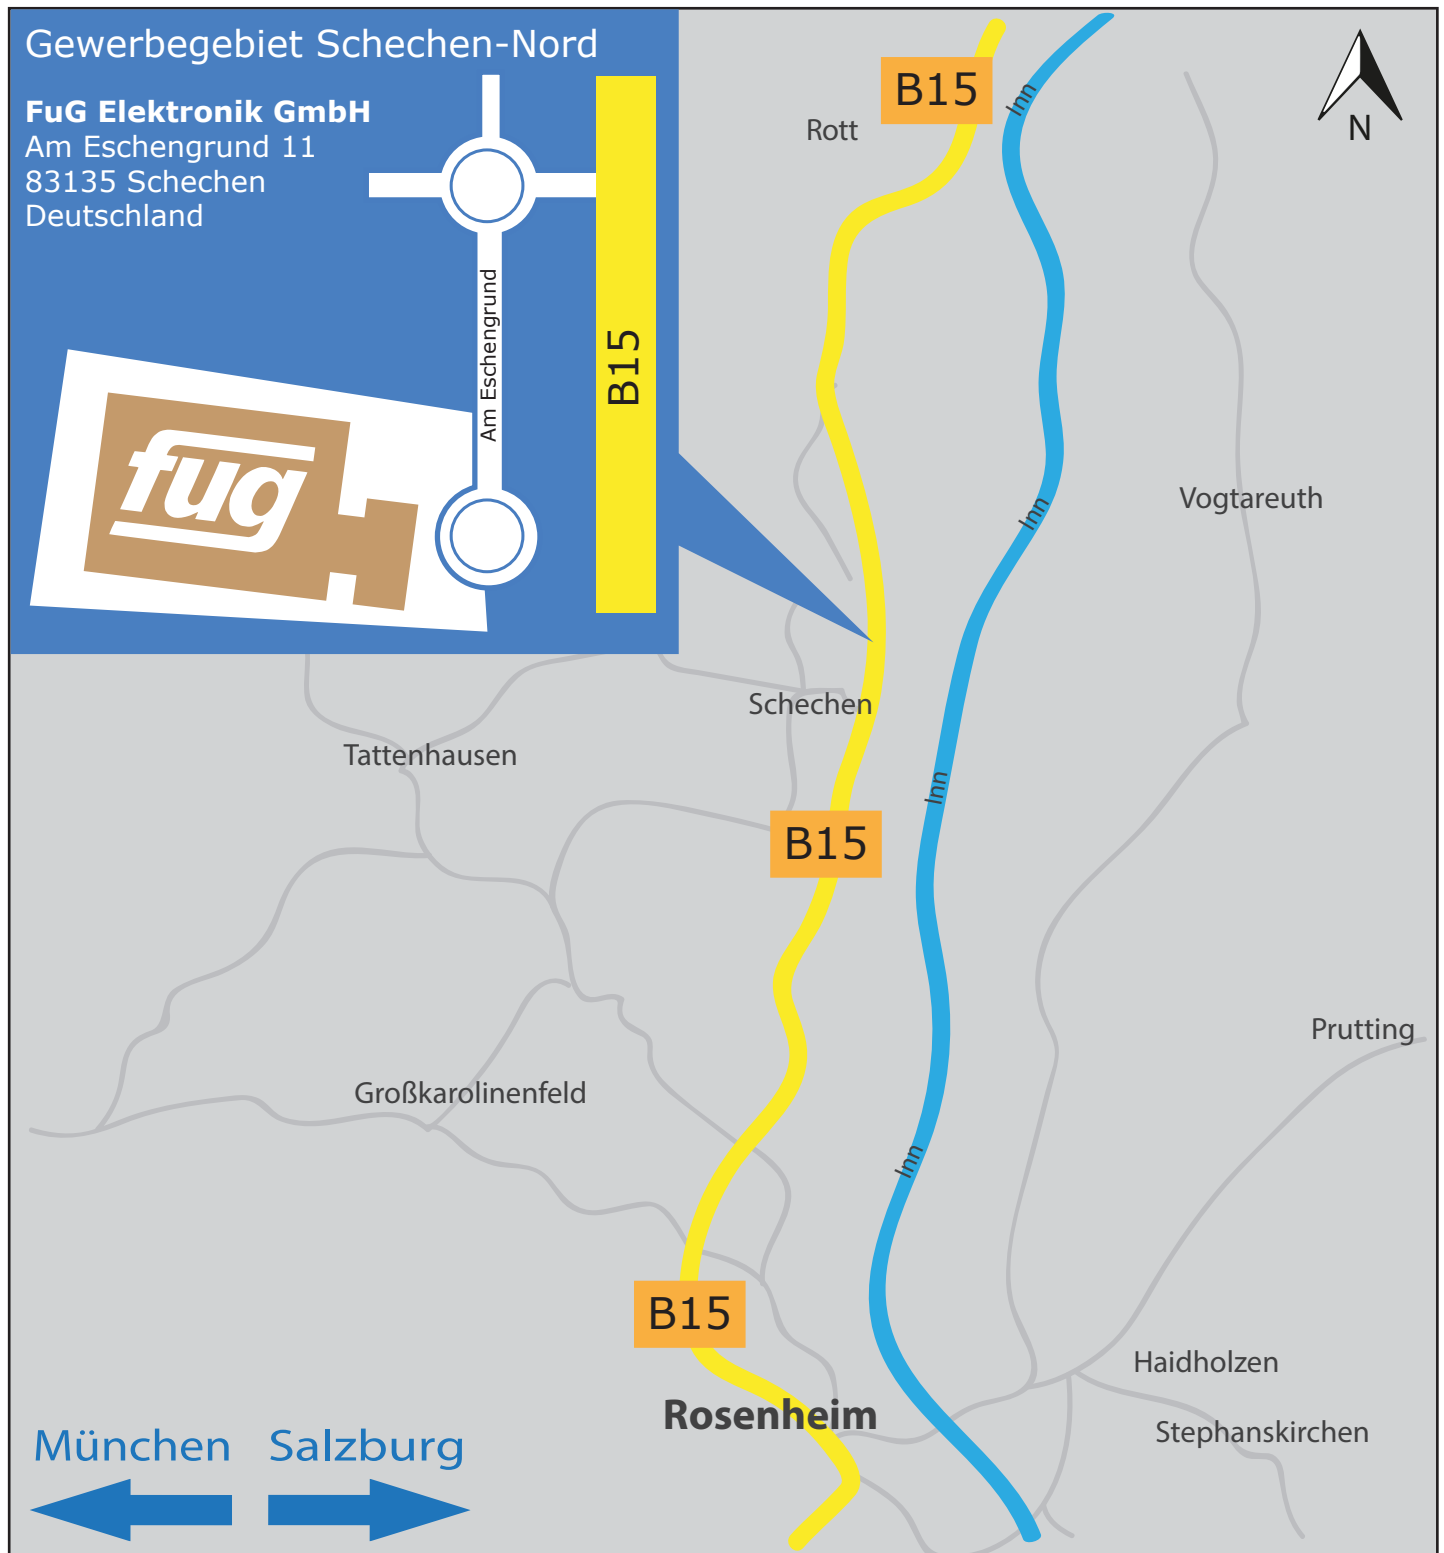 Gewerbegebiet Schechen-Nord
FuG Elektronik GmbH
Am Eschengrund 11
83135 Schechen
Deutschland
Am Eschengrund
B15
fug
B15
Inn
Rott
N
Inn
Vogtareuth
Schechen
Tattenhausen
Inn
B15
Prutting
Großkarolinenfeld
Inn
B15
Haidholzen
Rosenheim
Stephanskirchen
München
Salzburg